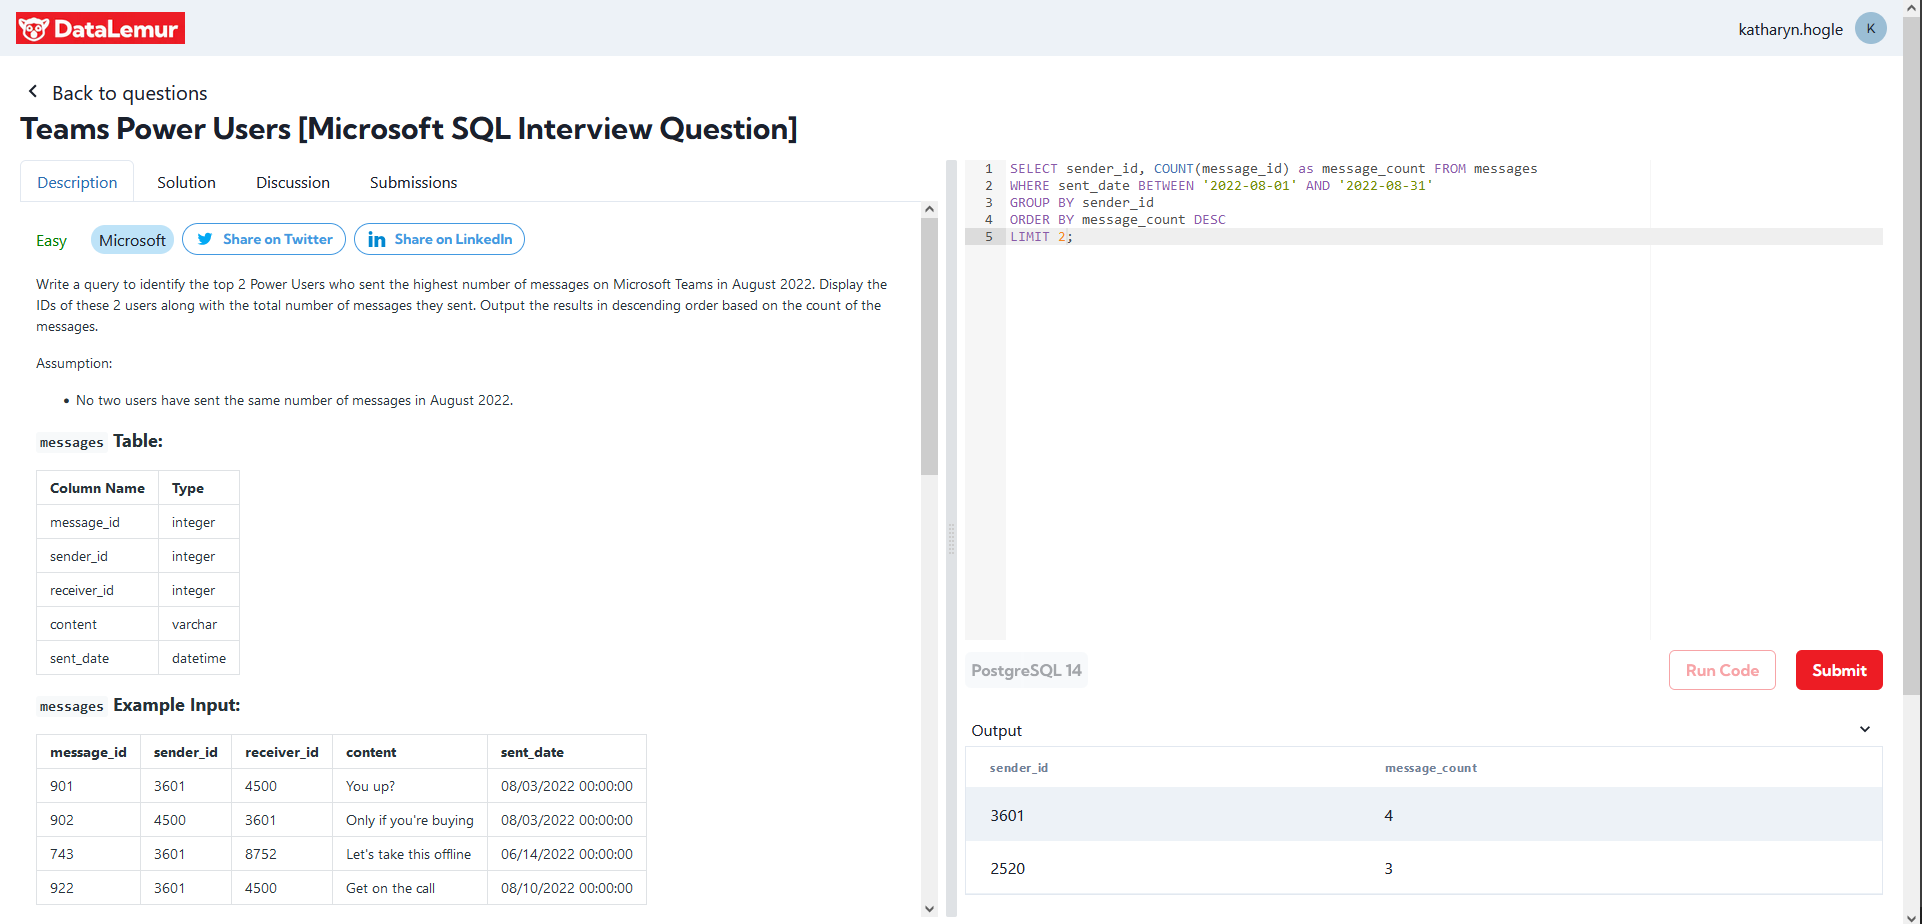 DataLemur
katharyn.hogle
K
Back to questions
Teams Power Users [Microsoft SQL Interview Question]
Description Solution Discussion Submissions
Easy Microsoft Share on Twitter Share on LinkedIn
Write a query to identify the top 2 Power Users who sent the highest number of messages on Microsoft Teams in August 2022. Display the
IDs of these 2 users along with the total number of messages they sent. Output the results in descending order based on the count of the
messages.
Assumption:
• No two users have sent the same number of messages in August 2022.
messages Table:
Column Name Type
message_id integer
sender_id integer
receiver_id integer
content varchar
sent_date datetime
messages Example Input:
message_id sender_id receiver_id content sent_date
901 3601 4500 You up? 08/03/2022 00:00:00
902 4500 3601 Only if you're buying 08/03/2022 00:00:00
743 3601 8752 Let's take this offline 06/14/2022 00:00:00
922 3601 4500 Get on the call 08/10/2022 00:00:00
1 SELECT sender_id, COUNT(message_id) as message_count FROM messages
2 WHERE sent_date BETWEEN '2022-08-01' AND '2022-08-31'
3 GROUP BY sender_id
4 ORDER BY message_count DESC
5 LIMIT 2;
PostgreSQL 14
Run Code Submit
Output
sender_id message_count
3601 4
2520 3